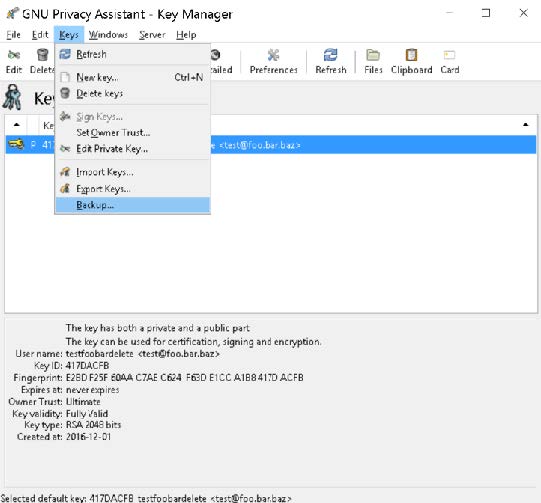 GNU Privacy Assistant - Key Manager
File Edit Keys Windows Server Help
Edit Delete ailed Preferences Refresh Files Clipboard Card
Refresh
New key... Ctrl+N
Delete keys
Sign Keys...
Set Owner Trust...
Edit Private Key...
Import Keys...
Export Keys...
Backup...
Key
Ke
P 417 te <test@foo.bar.baz>
The key has both a private and a public part
The key can be used for certification, signing and encryption.
User name: testfoobardelete <test@foo.bar.baz>
Key ID: 417DACFB
Fingerprint: E28D F25F 60AA C7AE C624 F63D E1CC A1B8 417D ACFB
Expires at: never expires
Owner Trust: Ultimate
Key validity: Fully Valid
Key type: RSA 2048 bits
Created at: 2016-12-01
Selected default key: 417DACFB testfoobardelete <test@foo.bar.baz>